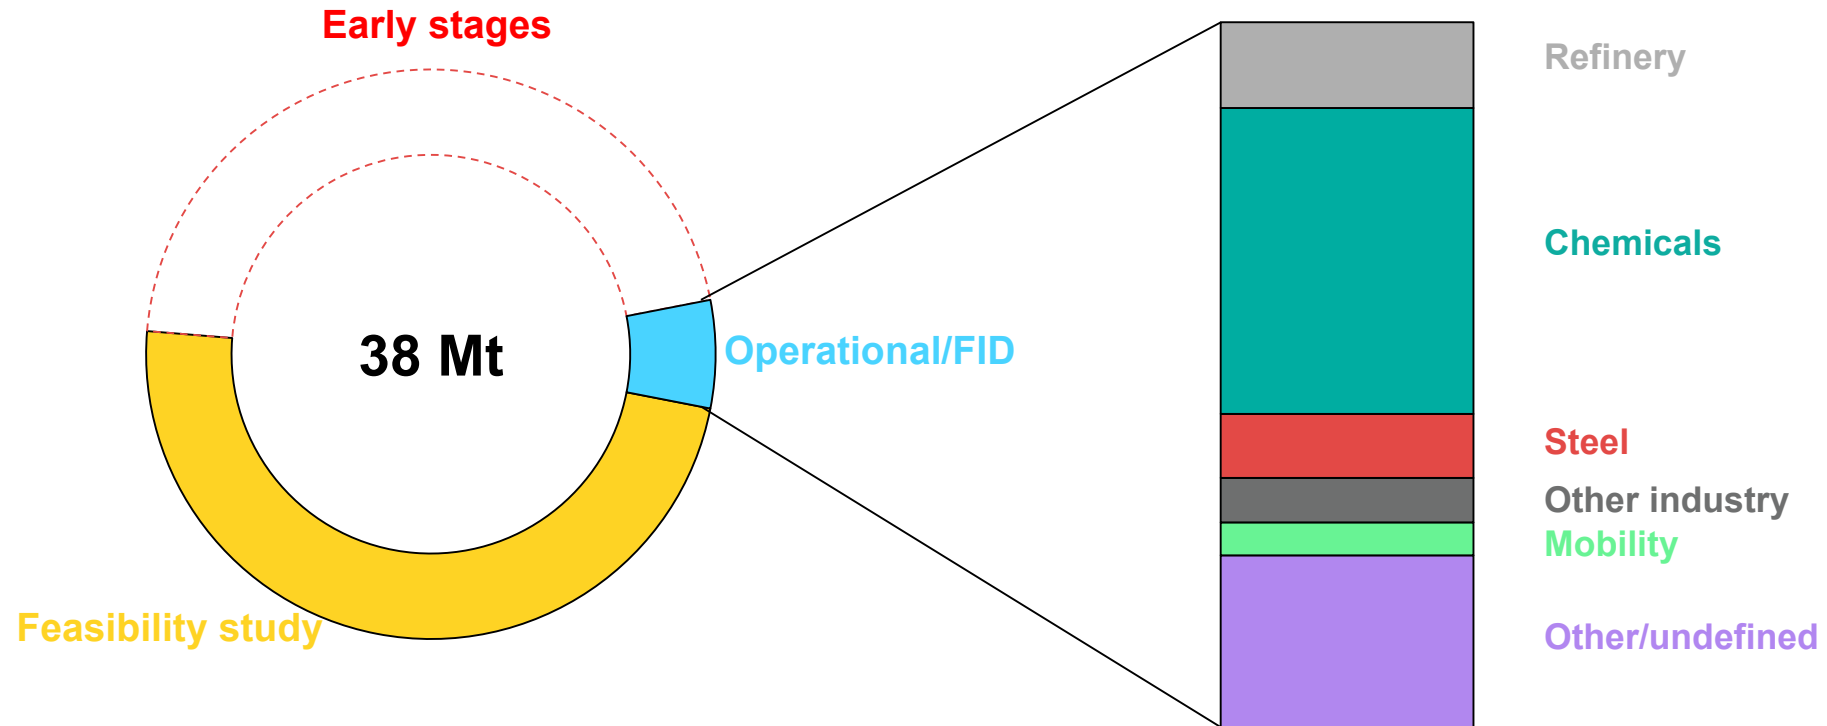 Early stages
38 Mt
Operational/FID
Feasibility study
Refinery
Chemicals
Steel
Other industry
Mobility
Other/undefined